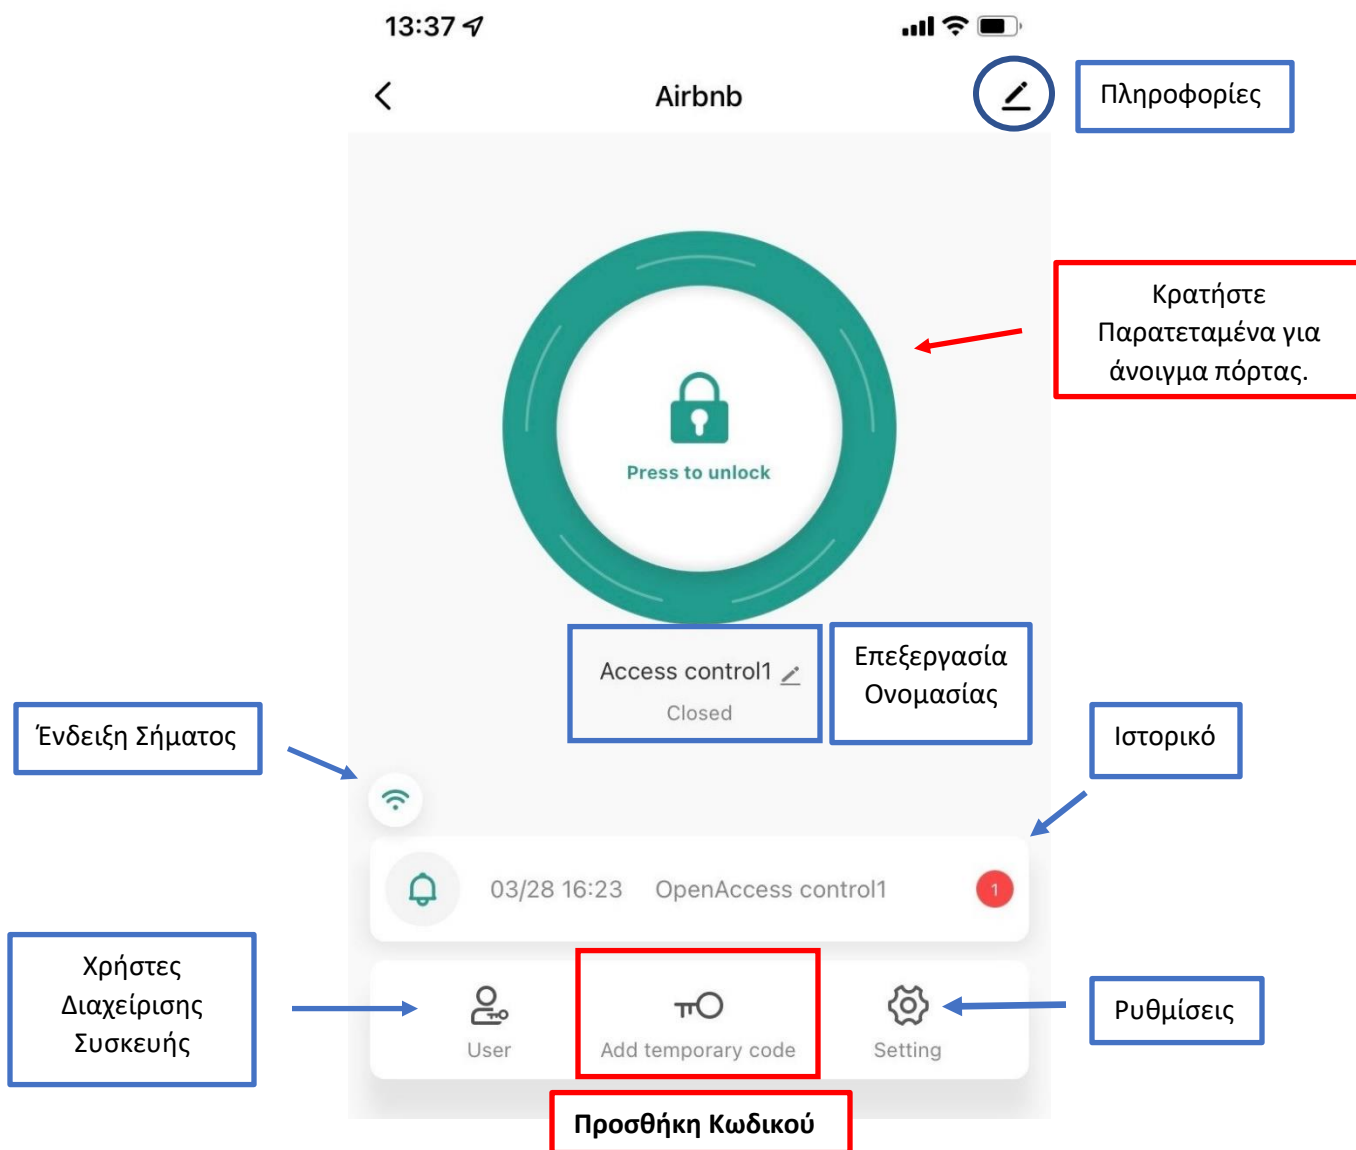 13:37
Airbnb
Πληροφορίες
Κρατήστε
Παρατεταμένα για
άνοιγμα πόρτας.
Press to unlock
Access control1
Closed
Επεξεργασία
Ονομασίας
Ένδειξη Σήματος
Ιστορικό
03/28 16:23 OpenAccess control1 1
Χρήστες
Διαχείρισης
Συσκευής
User
Add temporary code
Setting
Ρυθμίσεις
Προσθήκη Κωδικού